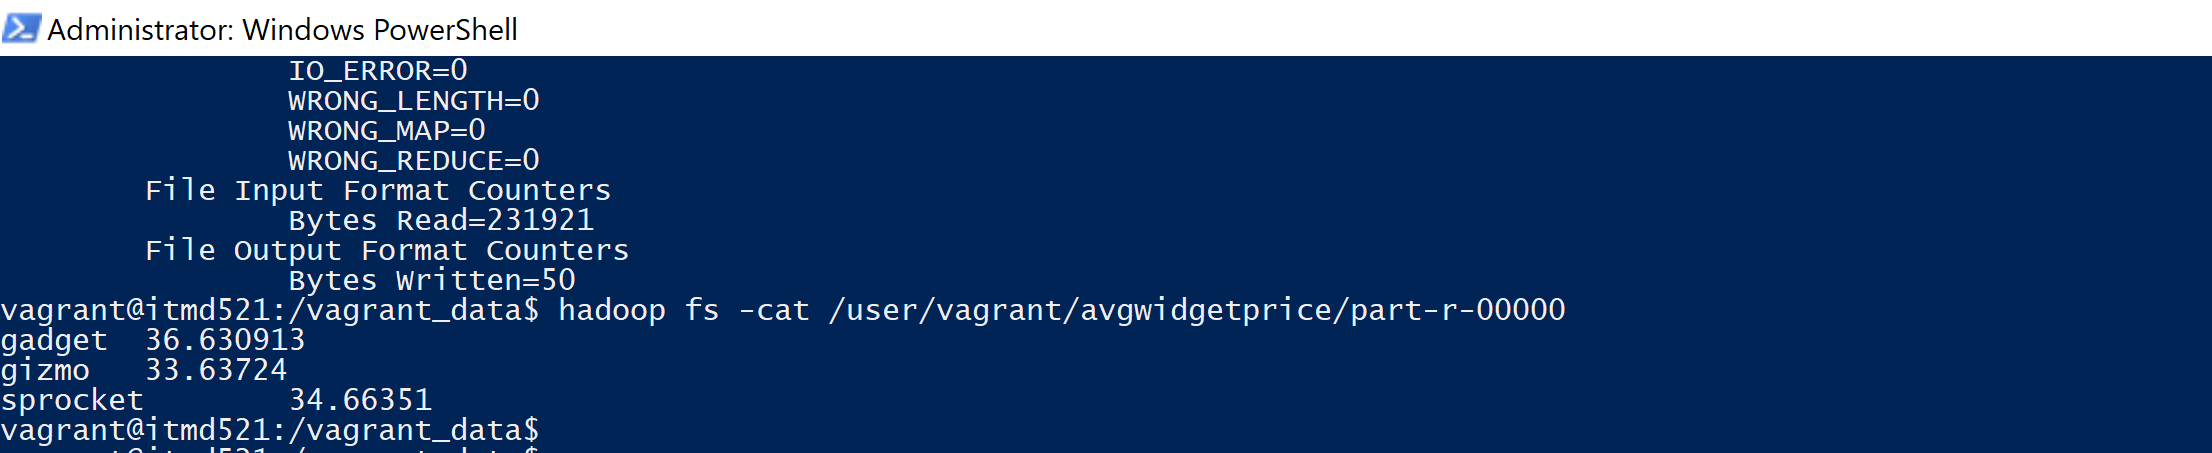 Administrator: Windows PowerShell
IO_ERROR=0
WRONG_LENGTH=0
WRONG_MAP=0
WRONG_REDUCE=0
File Input Format Counters
Bytes Read=231921
File Output Format Counters
Bytes Written=50
vagrant@itmd521:/vagrant_data$ hadoop fs -cat /user/vagrant/avgwidgetprice/part-r-00000
gadget 36.630913
gizmo 33.63724
sprocket 34.66351
vagrant@itmd521:/vagrant_data$